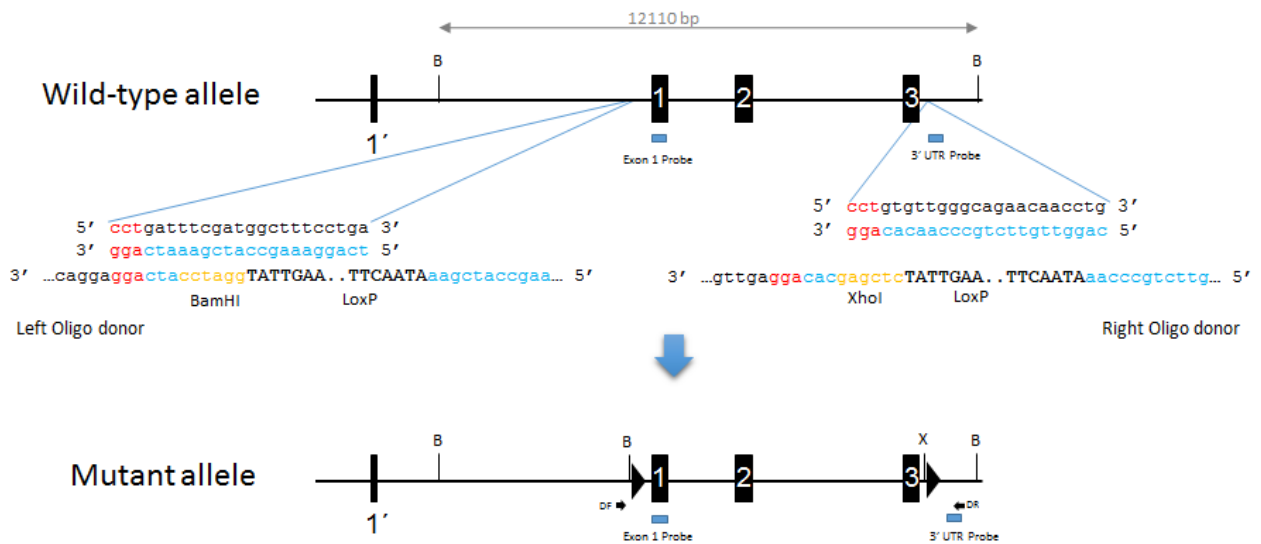 12110 bp
B
B
Wild-type allele
1
2
3
1´
Exon 1 Probe
3’ UTR Probe
5’ cctgatttcgatggctttcctga 3’
3’ ggactaaagctaccgaaaggact 5’
3’ …caggaggactacctaggTATTGAA..TTCAATAaagctaccgaa… 5’
BamHI
LoxP
Left Oligo donor
5’ cctgtgttgggcagaacaacctg 3’
3’ ggacacaacccgtcttgttggac 5’
3’ …gttgaggacacgagctcTATTGAA..TTCAATAaacccgtcttg… 5’
XhoI
LoxP
Right Oligo donor
B
B
X
B
Mutant allele
1
2
3
DF
DR
1´
Exon 1 Probe
3’ UTR Probe